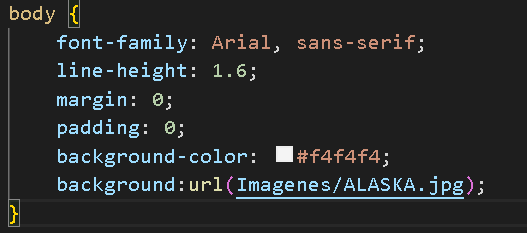 body {
font-family: Arial, sans-serif;
line-height: 1.6;
margin: 0;
padding: 0;
background-color: #f4f4f4;
background:url(Imagenes/ALASKA.jpg);
}